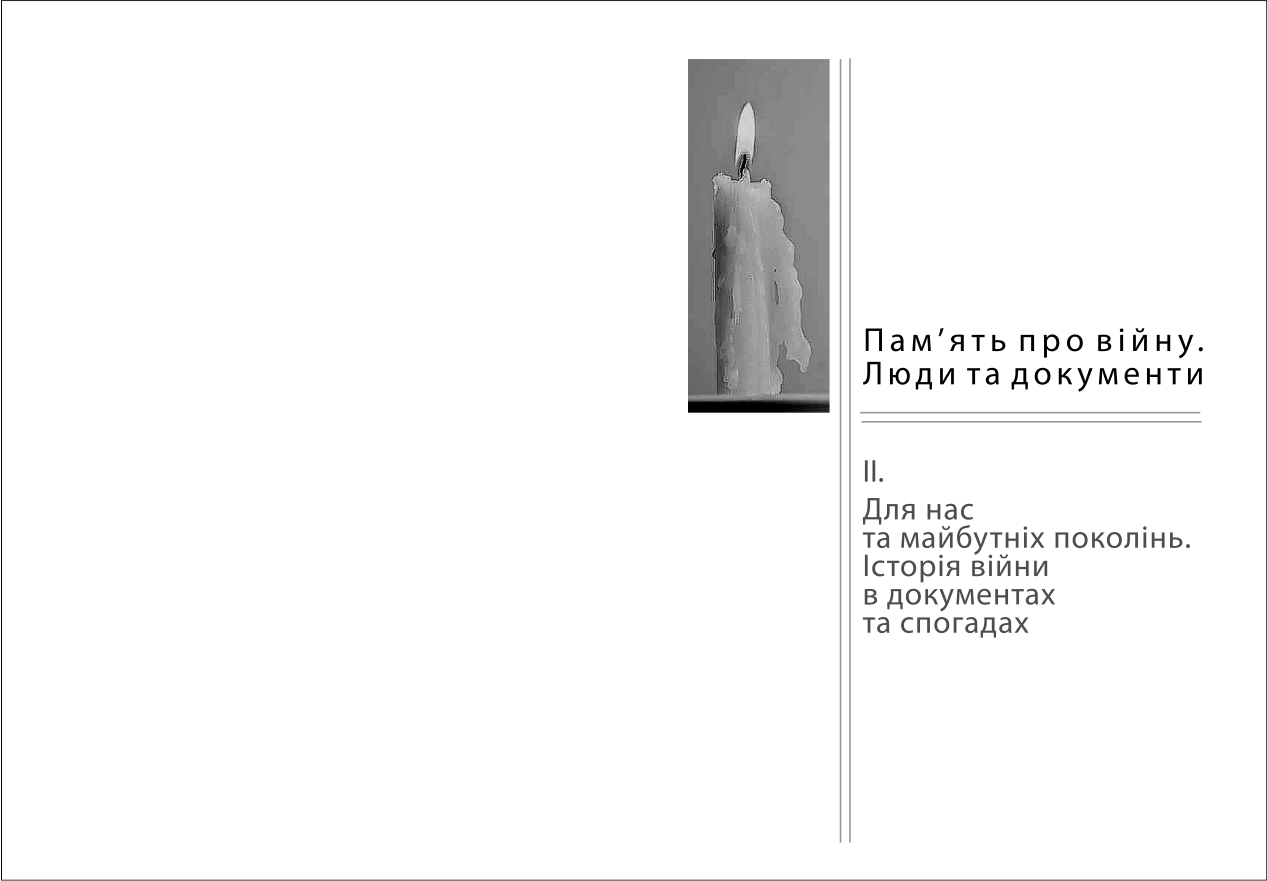 Пам’ять про війну.
Люди та документи
II.
Для нас
та майбутніх поколінь.
Історія війни
в документах
та спогадах